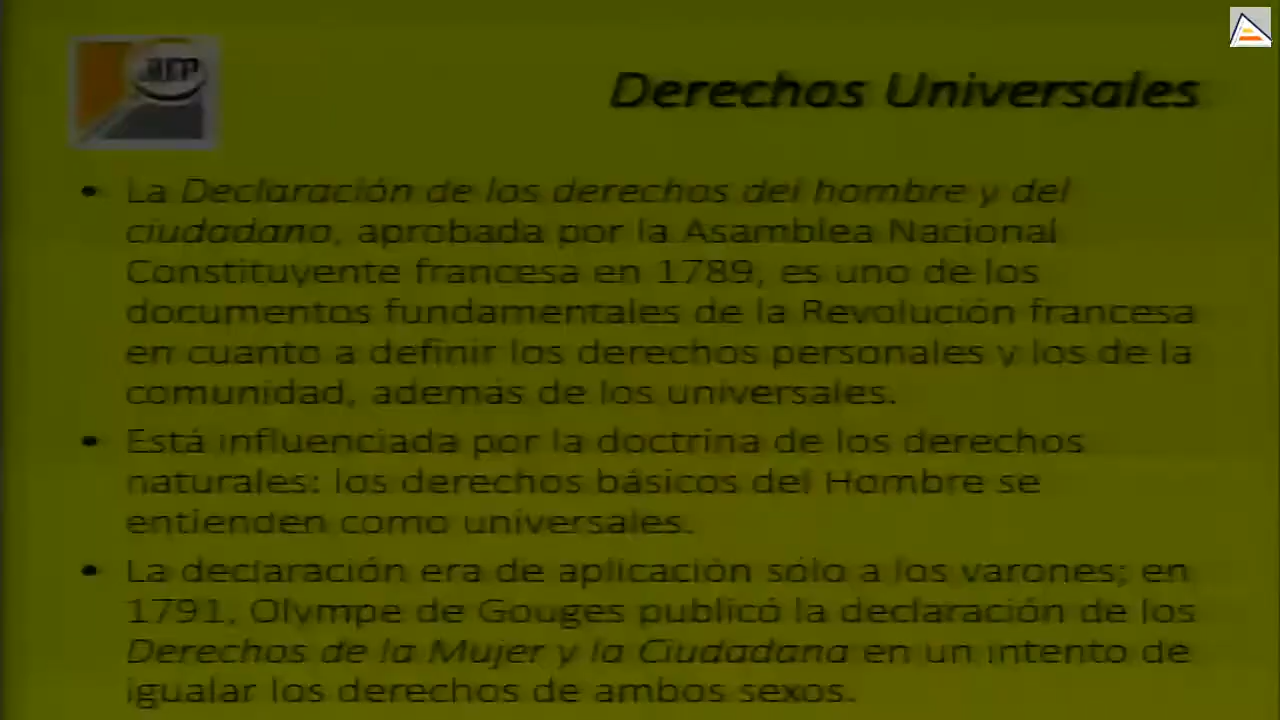 Derechos Universales
• La Declaración de los derechos del hombre y del
ciudadano, aprobada por la Asamblea Nacional
Constituyente francesa en 1789, es uno de los
documentos fundamentales de la Revolución francesa
en cuanto a definir los derechos personales y los de la
comunidad, además de los universales.
• Está influenciada por la doctrina de los derechos
naturales: los derechos básicos del Hombre se
entienden como universales.
• La declaración era de aplicación sólo a los varones; en
1791, Olympe de Gouges publicó la declaración de los
Derechos de la Mujer y la Ciudadana en un intento de
igualar los derechos de ambos sexos.